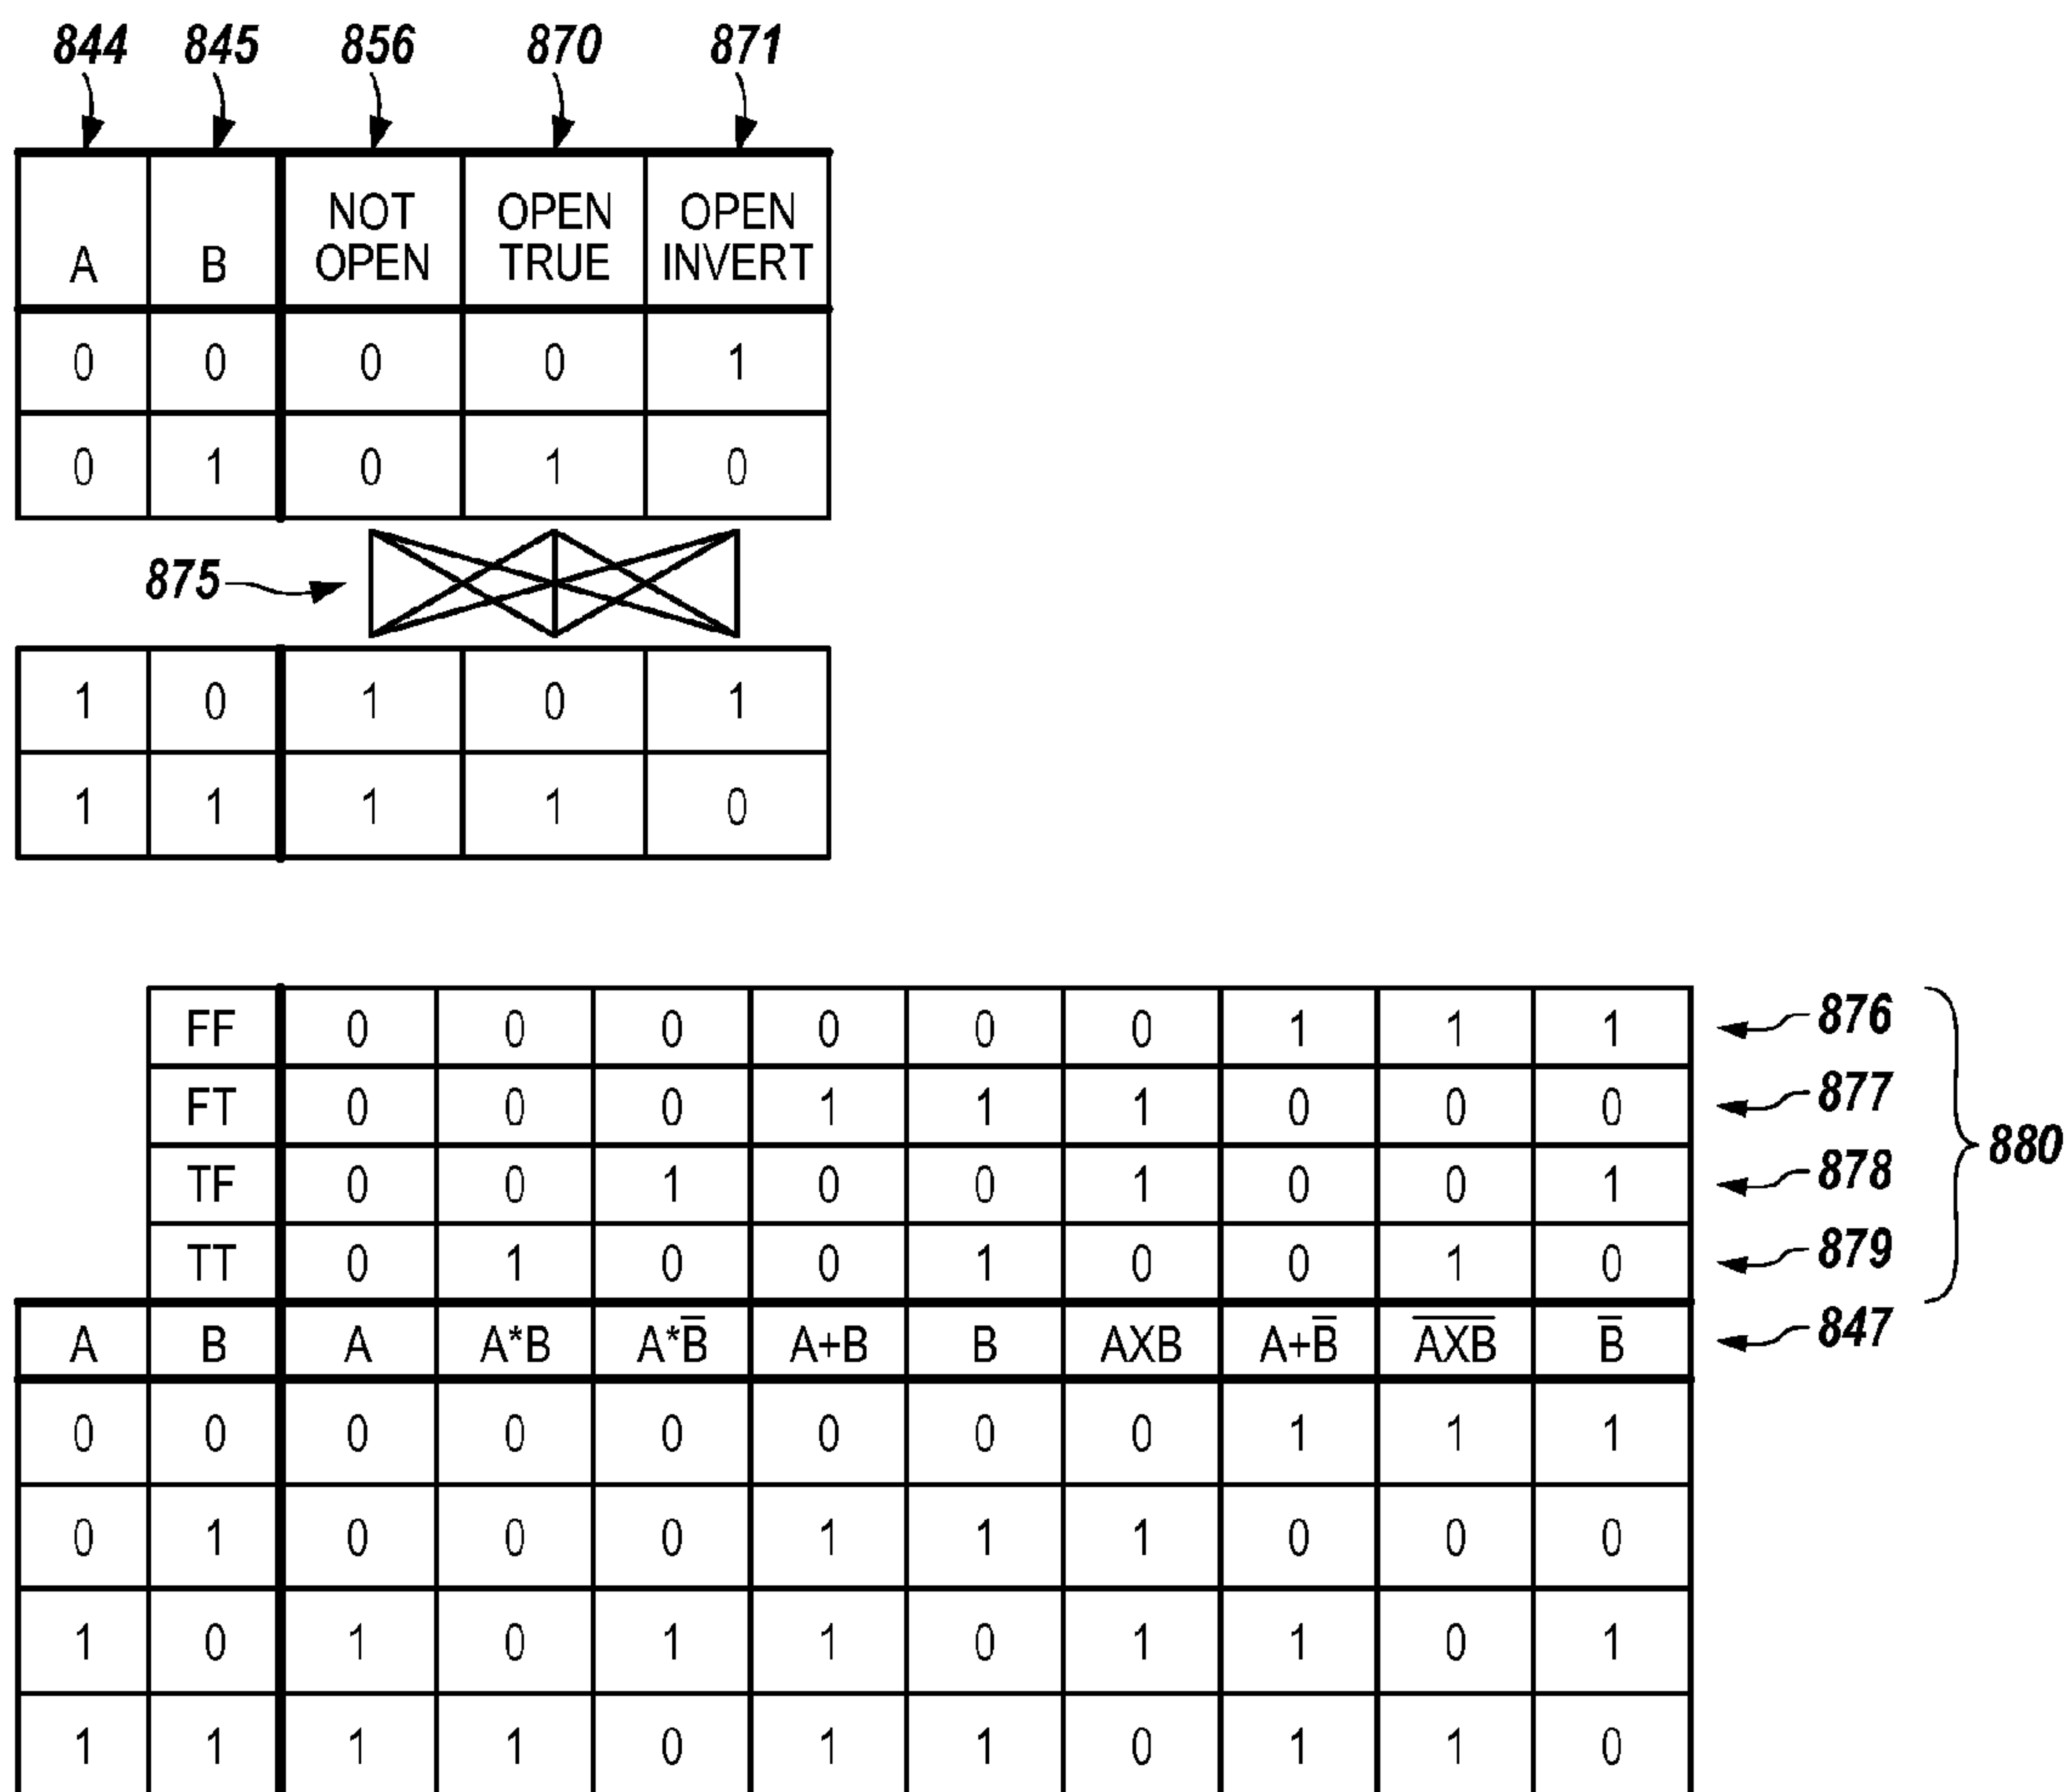 844 845 856 870 871
A B NOT OPEN OPEN TRUE OPEN INVERT
0 0 0 0 1
0 1 0 1 0
875
1 0 1 0 1
1 1 1 1 0
FF 0 0 0 0 0 0 1 1 1 876
FT 0 0 0 1 1 1 0 0 0 877
880
TF 0 0 1 0 0 1 0 0 1 878
TT 0 1 0 0 1 0 0 1 0 879
A B A A*B A*B̅ A+B B AXB A+B̅ A̅X̅B̅ B̅ 847
0 0 0 0 0 0 0 0 1 1 1
0 1 0 0 0 1 1 1 0 0 0
1 0 1 0 1 1 0 1 1 0 1
1 1 1 1 0 1 1 0 1 1 0